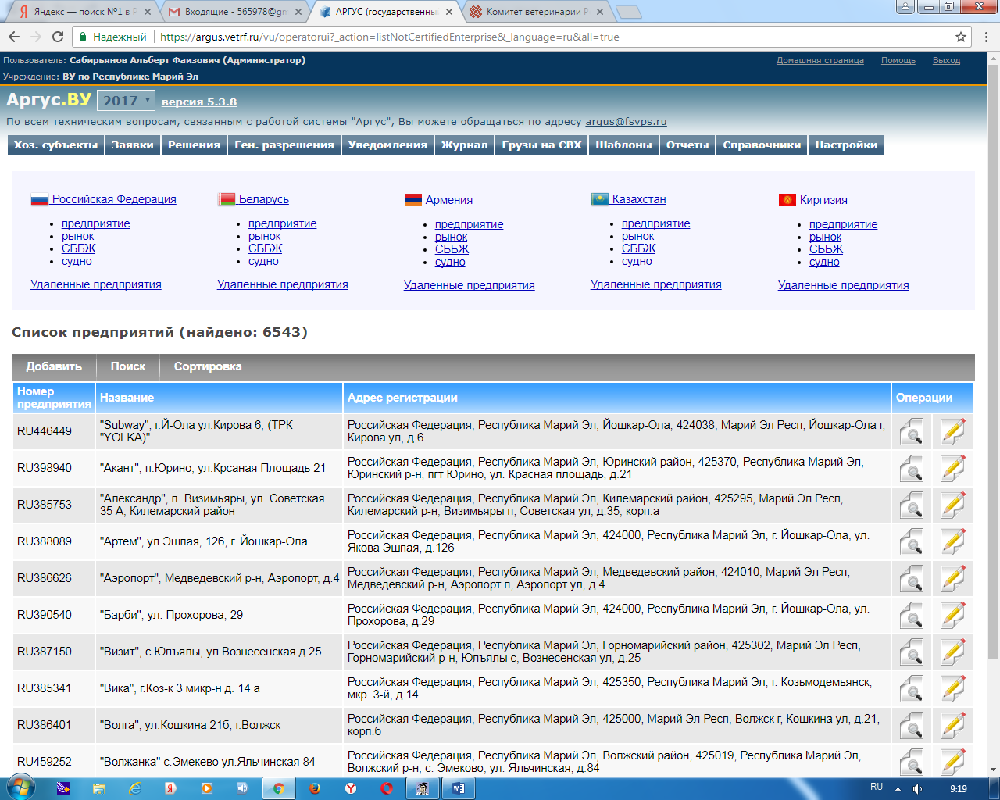 Яндекс — поиск №1 в Р
Входящие - 565978@gm
АРГУС (государственны
Комитет ветеринарии Р
Надежный
https://argus.vetrf.ru/vu/operatorui?_action=listNotCertifiedEnterprise&_language=ru&all=true
Пользователь: Сабирьянов Альберт Фаизович (Администратор)
Домашняя страница Помощь Выход
Учреждение: ВУ по Республике Марий Эл
Аргус.ВУ 2017 версия 5.3.8
По всем техническим вопросам, связанным с работой системы "Аргус", Вы можете обращаться по адресу argus@fsvps.ru
Хоз. субъекты Заявки Решения Ген. разрешения Уведомления Журнал Грузы на СВХ Шаблоны Отчеты Справочники Настройки
Российская Федерация
предприятие
рынок
СББЖ
судно
Удаленные предприятия
Беларусь
предприятие
рынок
СББЖ
судно
Удаленные предприятия
Армения
предприятие
рынок
СББЖ
судно
Удаленные предприятия
Казахстан
предприятие
рынок
СББЖ
судно
Удаленные предприятия
Киргизия
предприятие
рынок
СББЖ
судно
Удаленные предприятия
Список предприятий (найдено: 6543)
Добавить Поиск Сортировка
Номер
предприятия
Название
Адрес регистрации
Операции
RU446449
"Subway", г.Й-Ола ул.Кирова 6, (ТРК
"YOLKA)"
Российская Федерация, Республика Марий Эл, Йошкар-Ола, 424038, Марий Эл Респ, Йошкар-Ола г,
Кирова ул, д.6
RU398940
"Акант", п.Юрино, ул.Крсаная Площадь 21
Российская Федерация, Республика Марий Эл, Юринский район, 425370, Республика Марий Эл,
Юринский р-н, пгт Юрино, ул. Красная площадь, д.21
RU385753
"Александр", п. Визимьяры, ул. Советская
35 А, Килемарский район
Российская Федерация, Республика Марий Эл, Килемарский район, 425295, Марий Эл Респ,
Килемарский р-н, Визимьяры п, Советская ул, д.35, корп.а
RU388089
"Артем", ул.Эшпая, 126, г. Йошкар-Ола
Российская Федерация, Республика Марий Эл, 424000, Республика Марий Эл, г. Йошкар-Ола, ул.
Якова Эшпая, д.126
RU386626
"Аэропорт", Медведевский р-н, Аэропорт, д.4
Российская Федерация, Республика Марий Эл, Медведевский район, 424010, Марий Эл Респ,
Медведевский р-н, Аэропорт п, Аэропорт ул, д.4
RU390540
"Барби", ул. Прохорова, 29
Российская Федерация, Республика Марий Эл, 424000, Республика Марий Эл, г. Йошкар-Ола, ул.
Прохорова, д.29
RU387150
"Визит", с.Юлъялы, ул.Вознесенская д.25
Российская Федерация, Республика Марий Эл, Горномарийский район, 425302, Марий Эл Респ,
Горномарийский р-н, Юлъялы с, Вознесенская ул, д.25
RU385341
"Вика", г.Коз-к 3 микр-н д. 14 а
Российская Федерация, Республика Марий Эл, 425350, Республика Марий Эл, г. Козьмодемьянск,
мкр. 3-й, д.14
RU386401
"Волга", ул.Кошкина 21б, г.Волжск
Российская Федерация, Республика Марий Эл, 425000, Марий Эл Респ, Волжск г, Кошкина ул, д.21,
корп.б
RU459252
"Волжанка" с.Эмекево ул.Яльчинская 84
Российская Федерация, Республика Марий Эл, Волжский район, 425019, Республика Марий Эл,
Волжский р-н, с. Эмеково, ул. Яльчинская, д.84
RU
9:19